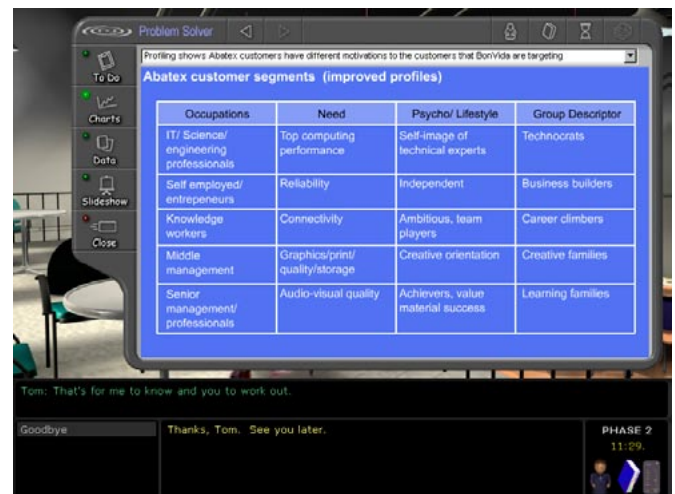 Problem Solver
Profiling shows Abatex customers have different motivations to the customers that BonVida are targeting
To Do
Charts
Data
Slideshow
Close
Abatex customer segments (improved profiles)
Occupations Need Psycho/ Lifestyle Group Descriptor
IT/ Science/ Top computing Self-image of Technocrats
engineering performance technical experts
professionals
Self employed/ Reliability Independent Business builders
entrepeneurs
Knowledge Connectivity Ambitious, team Career climbers
workers players
Middle Graphics/print/ Creative orientation Creative families
management quality/storage
Senior Audio-visual quality Achievers, value Learning families
management/ material success
professionals
Tom: That's for me to know and you to work out.
Goodbye Thanks, Tom. See you later.
PHASE 2
11:29.